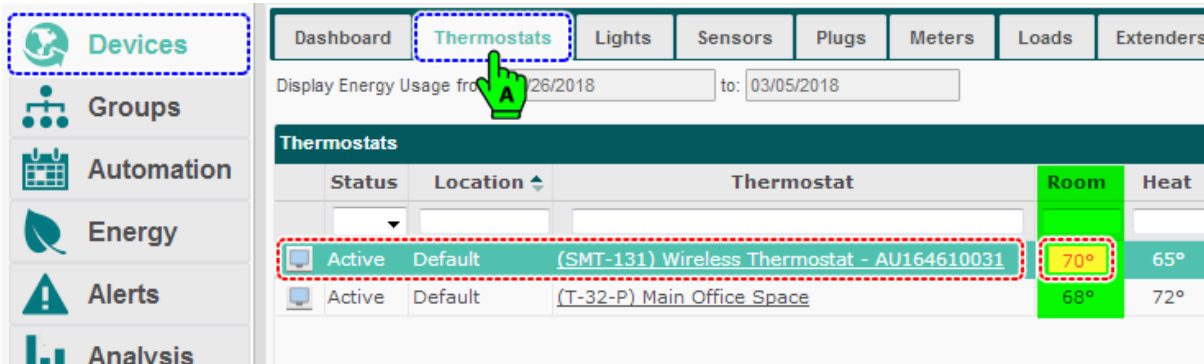 Devices
Groups
Automation
Energy
Alerts
Analysis
Dashboard Thermostats Lights Sensors Plugs Meters Loads Extenders
A
Display Energy Usage fro /26/2018 to: 03/05/2018
Thermostats
Status Location Thermostat Room Heat
Active Default (SMT-131) Wireless Thermostat - AU164610031 70° 65°
Active Default (T-32-P) Main Office Space 68° 72°